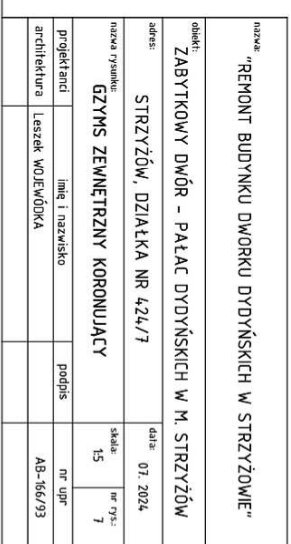 nazwa:
"REMONT BUDYNKU DWORKU DYDYŃSKICH W STRZYŻOWIE"
obiekt:
ZABYTKOWY DWÓR - PAŁAC DYDYŃSKICH W M. STRZYŻÓW
adres:
STRZYŻÓW, DZIAŁKA NR 424/7
data: 07. 2024
nazwa rysunku:
GZYMS ZEWNĘTRZNY KORONUJĄCY
skala:
1:5
nr rys.:
7
projektanci imię i nazwisko podpis nr upr
architektura Leszek WOJEWÓDKA AB-166/93